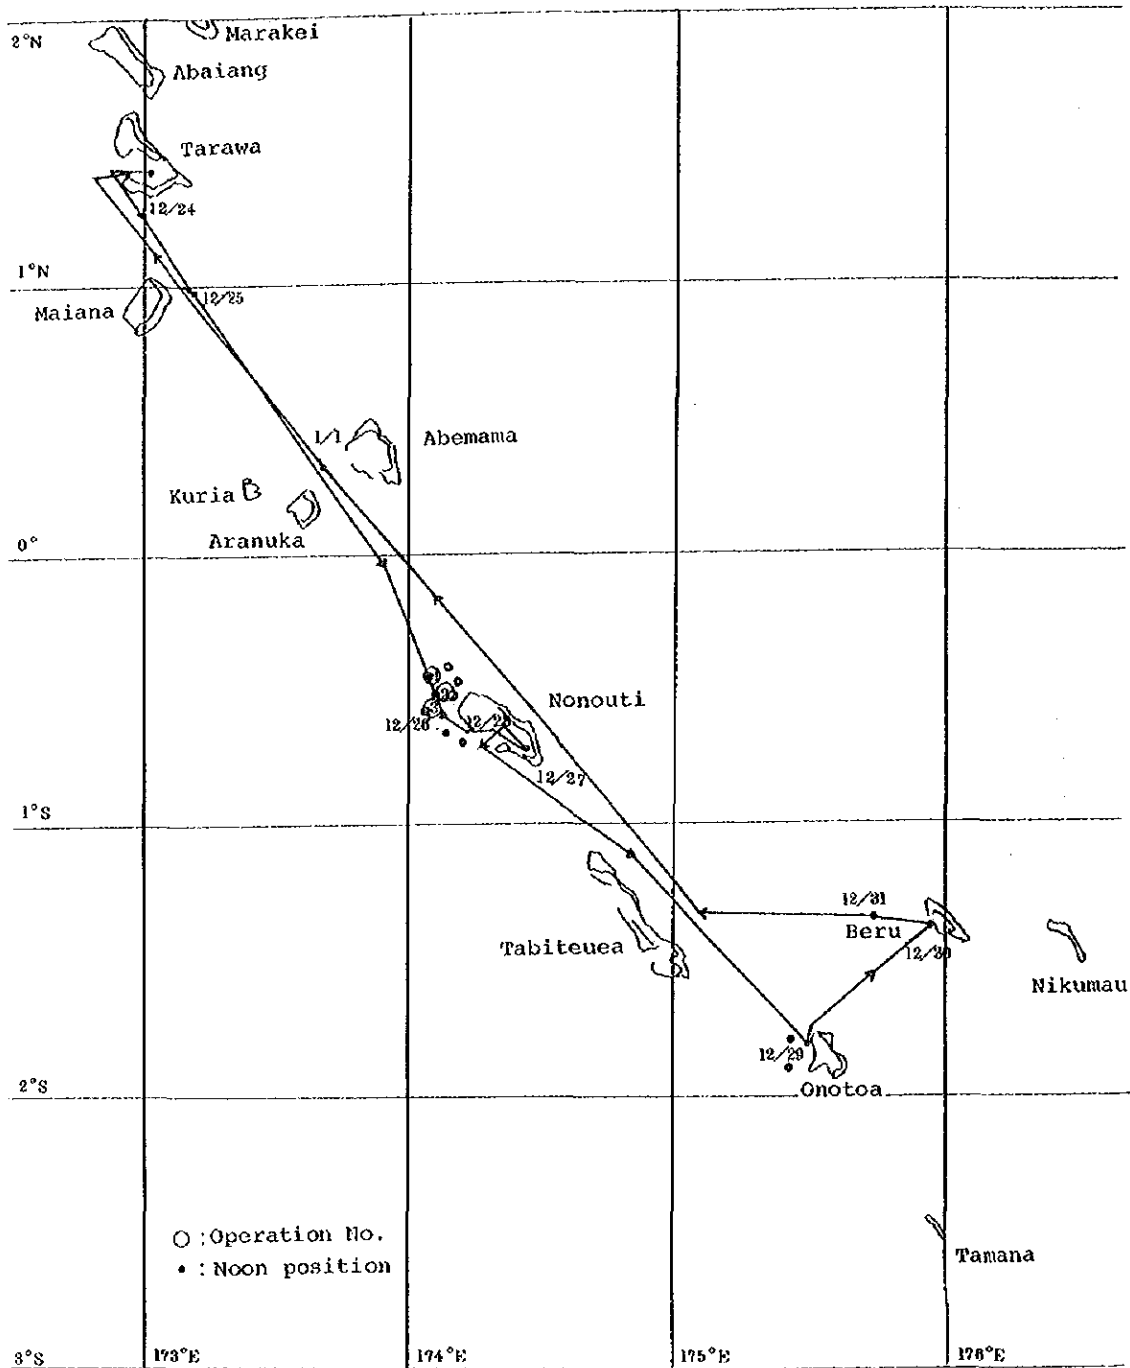 2°N
Marakei
Abaiang
Tarawa
12/24
1°N
12/25
Maiana
1/1
Abemama
Kuria
Aranuka
0°
Nonouti
12/26
12/28
12/27
1°S
12/31
Beru
Tabiteuea
12/30
Nikumau
12/29
Onotoa
2°S
○ :Operation No.
• : Noon position
Tamana
3°S
173°E
174°E
175°E
176°E